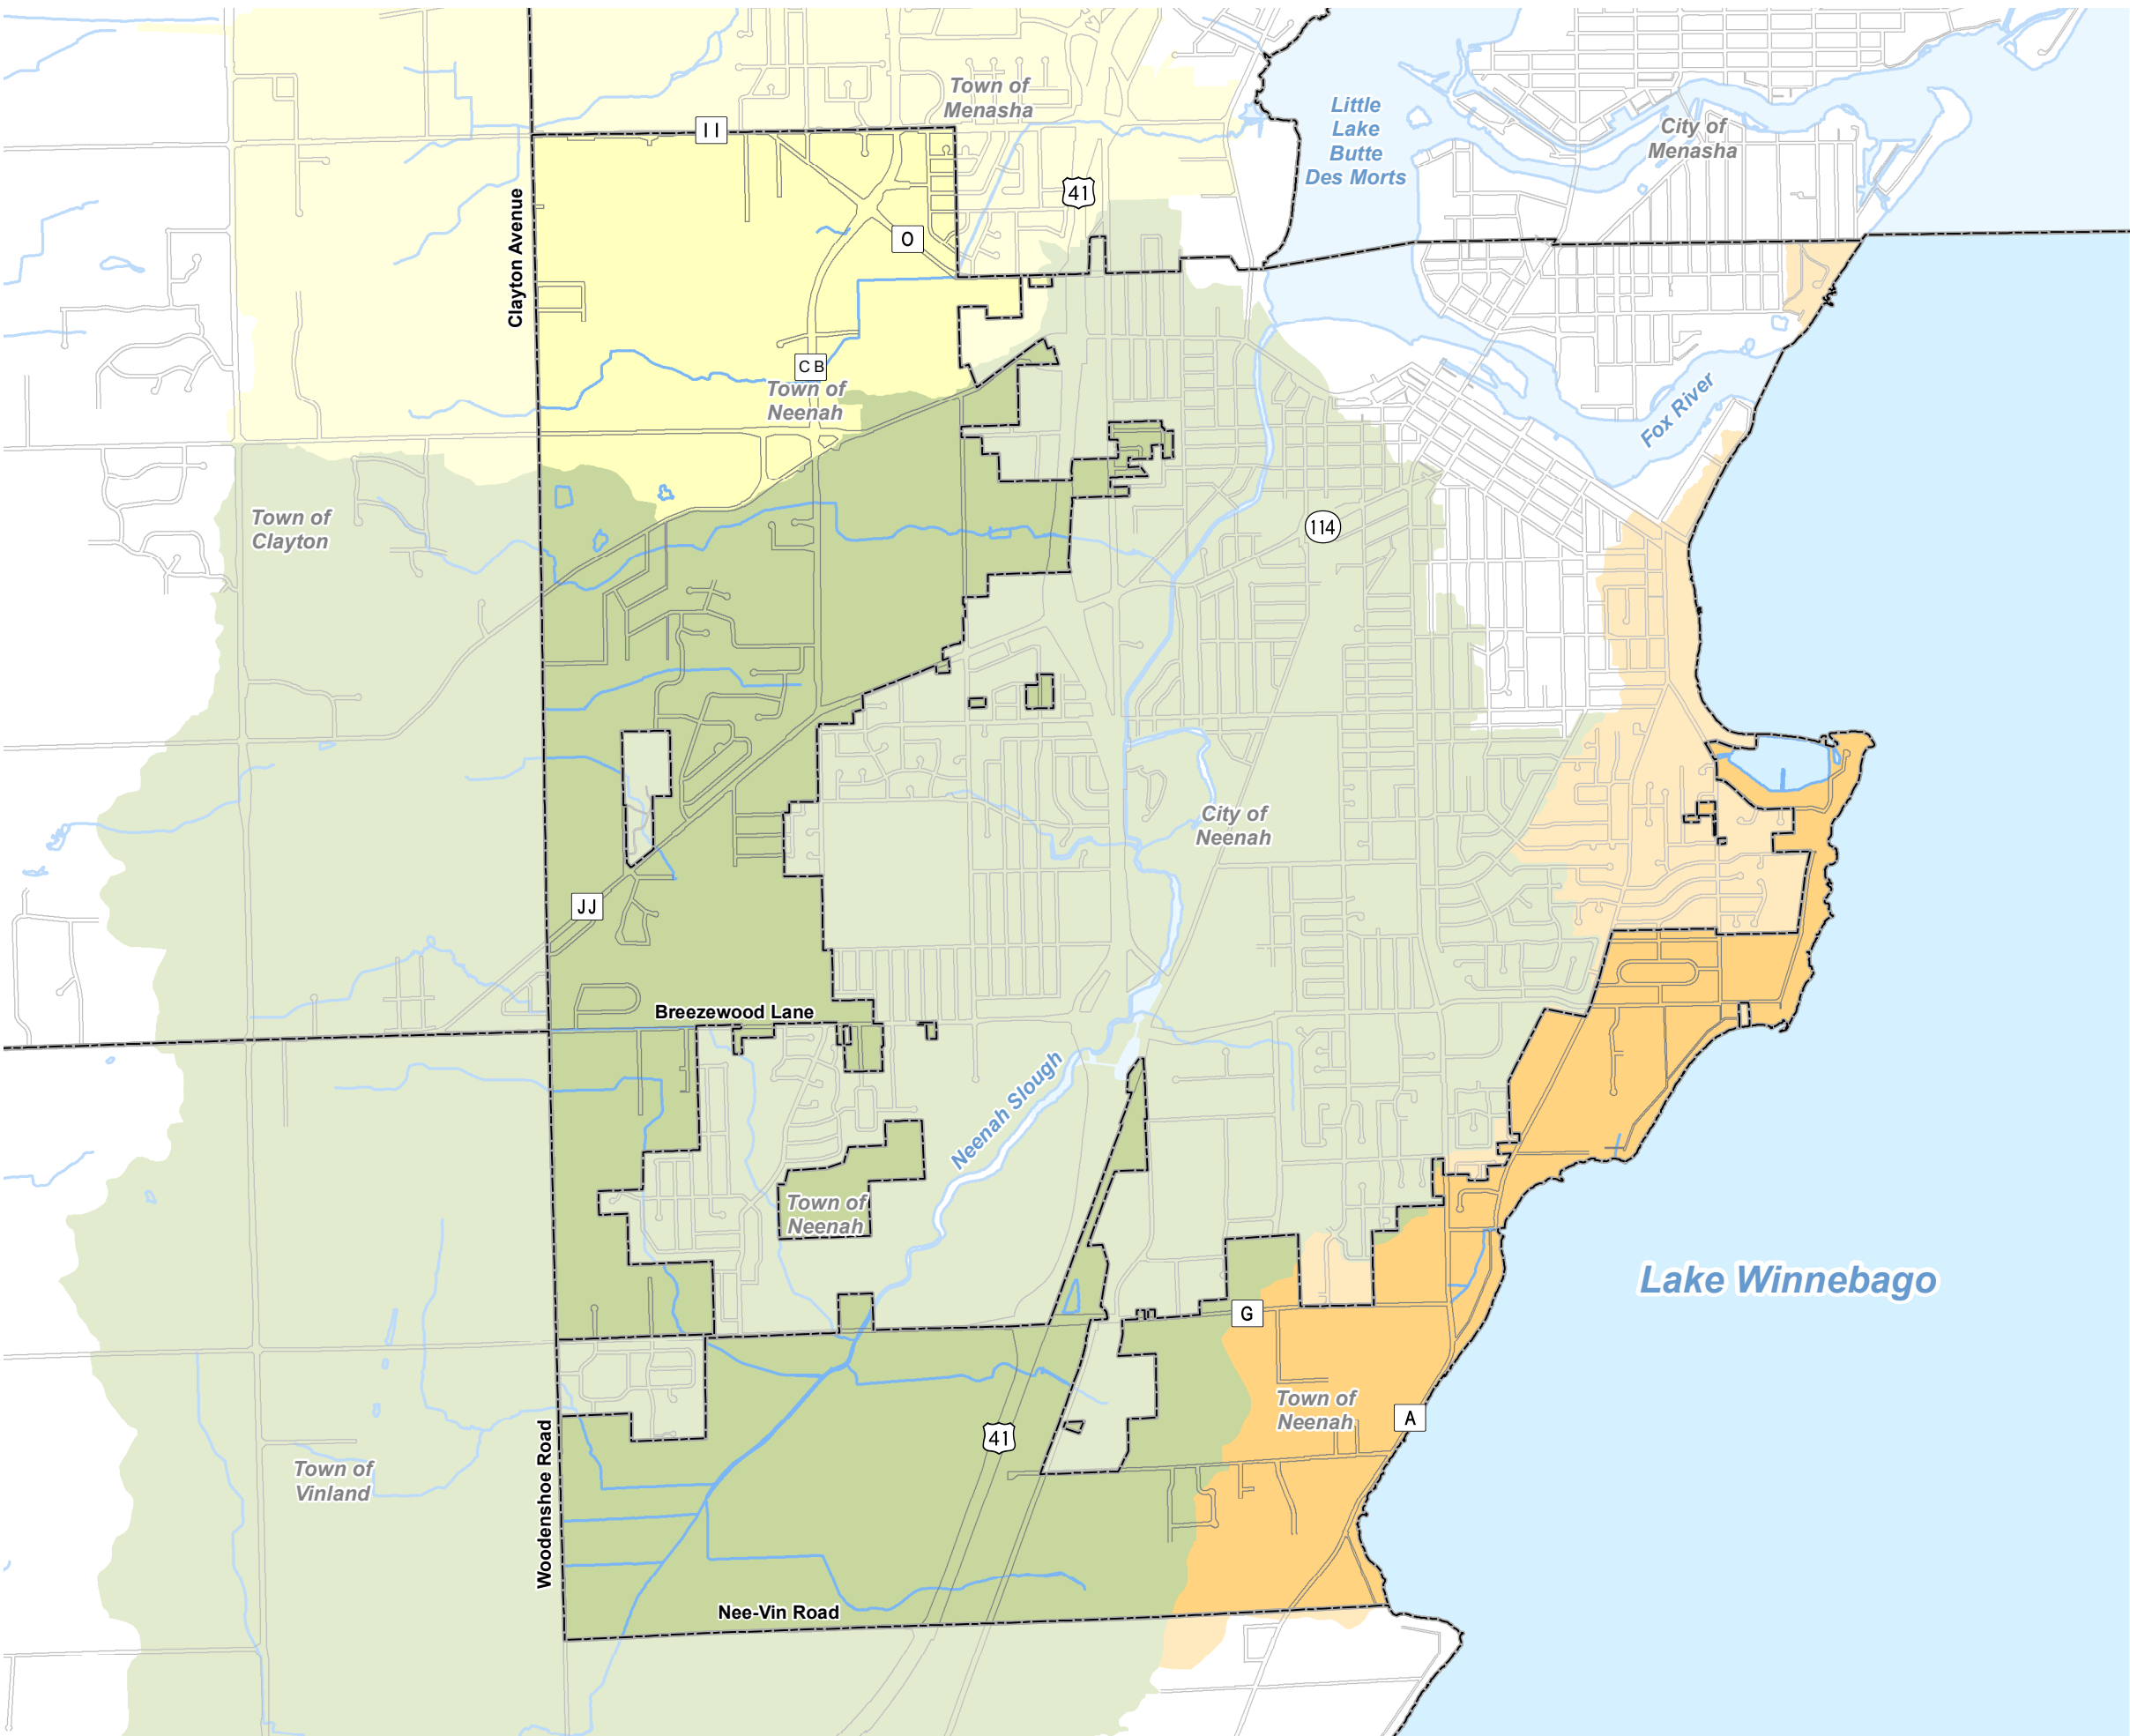 Town of
Menasha
Little
Lake
Butte
Des Morts
City of
Menasha
II
41
Clayton Avenue
O
CB
Town of
Neenah
Fox River
Town of
Clayton
114
City of
Neenah
JJ
Breezewood Lane
Neenah Slough
Town of
Neenah
Lake Winnebago
G
Town of
Neenah
A
41
Woodenshoe Road
Town of
Vinland
Nee-Vin Road